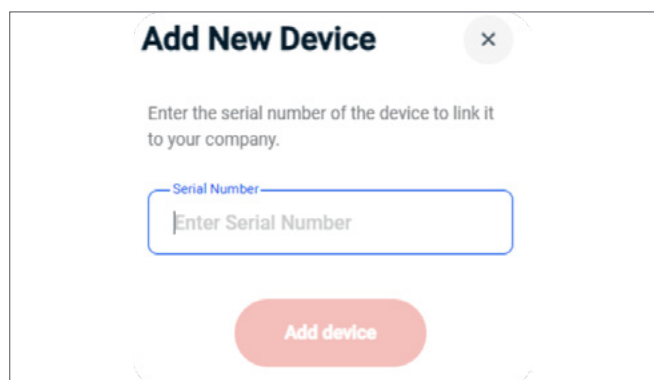 Add New Device
×
Enter the serial number of the device to link it
to your company.
Serial Number
Enter Serial Number
Add device